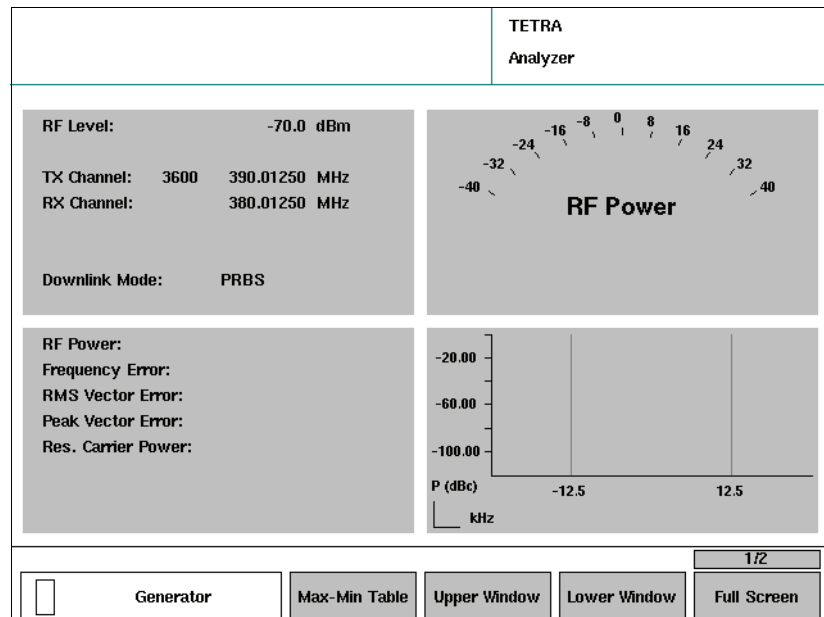 TETRA
Analyzer
RF Level: -70.0 dBm
TX Channel: 3600 390.01250 MHz
RX Channel: 380.01250 MHz
Downlink Mode: PRBS
-40 -32 -24 -16 -8 0 8 16 24 32 40
RF Power
RF Power:
Frequency Error:
RMS Vector Error:
Peak Vector Error:
Res. Carrier Power:
-20.00
-60.00
-100.00
P (dBc)
-12.5 12.5
kHz
1/2
Generator Max-Min Table Upper Window Lower Window Full Screen